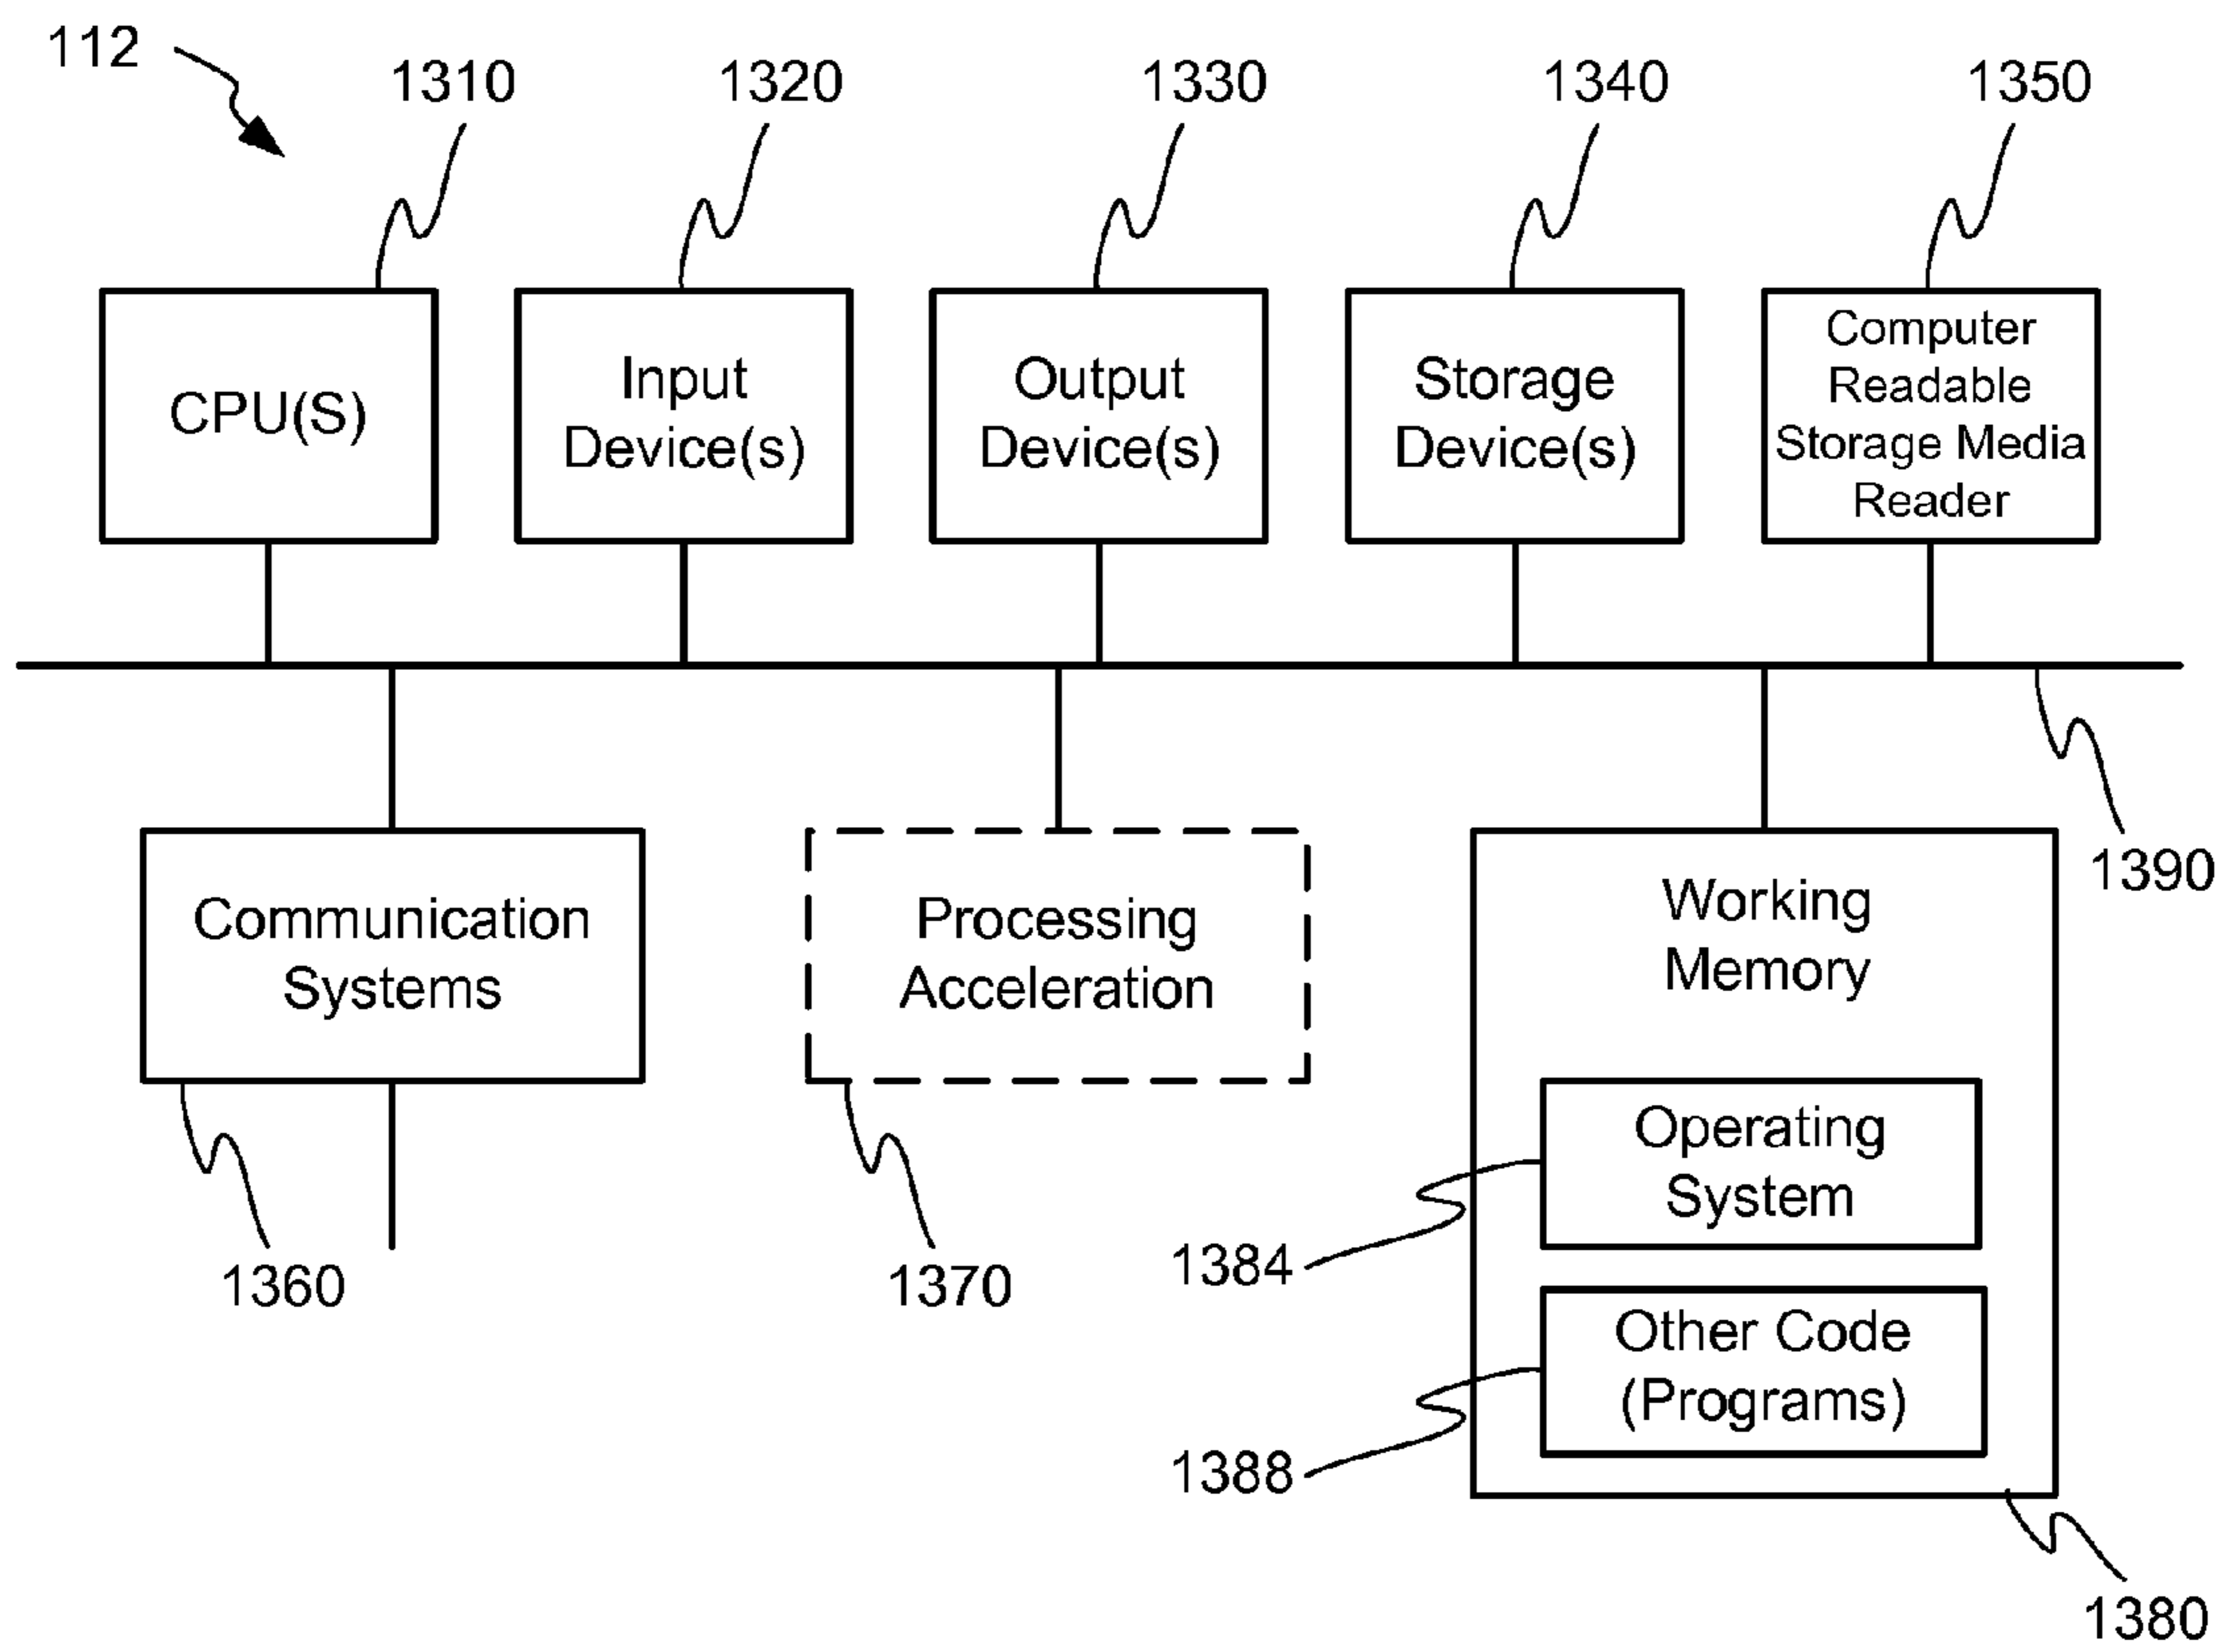 112
1310
1320
1330
1340
1350
CPU(S)
Input
Device(s)
Output
Device(s)
Storage
Device(s)
Computer
Readable
Storage Media
Reader
1390
Communication
Systems
Processing
Acceleration
Working
Memory
Operating
System
1384
1360
1370
Other Code
(Programs)
1388
1380